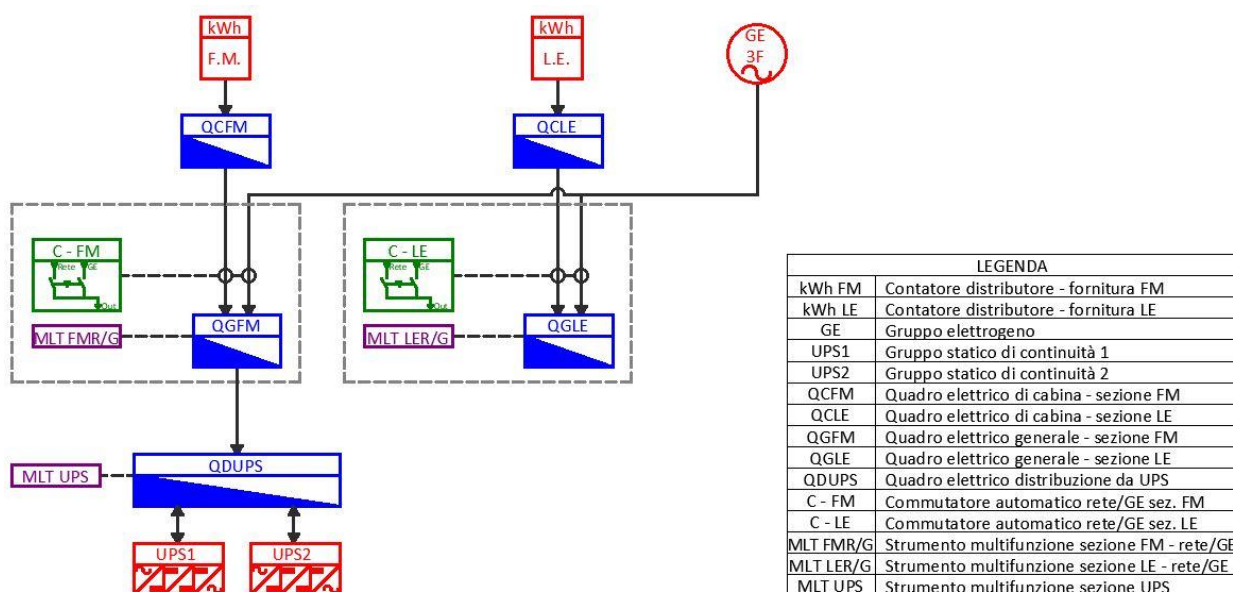 kWh
F.M.
kWh
L.E.
GE
3F
QCFM
QCLE
C - FM
Rete GE
Out
C - LE
Rete GE
Out
MLT FMR/G
QGFM
MLT LER/G
QGLE
QDUPS
MLT UPS
UPS1
UPS2
LEGENDA
kWh FM Contatore distributore - fornitura FM
kWh LE Contatore distributore - fornitura LE
GE Gruppo elettrogeno
UPS1 Gruppo statico di continuità 1
UPS2 Gruppo statico di continuità 2
QCFM Quadro elettrico di cabina - sezione FM
QCLE Quadro elettrico di cabina - sezione LE
QGFM Quadro elettrico generale - sezione FM
QGLE Quadro elettrico generale - sezione LE
QDUPS Quadro elettrico distribuzione da UPS
C - FM Commutatore automatico rete/GE sez. FM
C - LE Commutatore automatico rete/GE sez. LE
MLT FMR/G Strumento multifunzione sezione FM - rete/GE
MLT LER/G Strumento multifunzione sezione LE - rete/GE
MLT UPS Strumento multifunzione sezione UPS